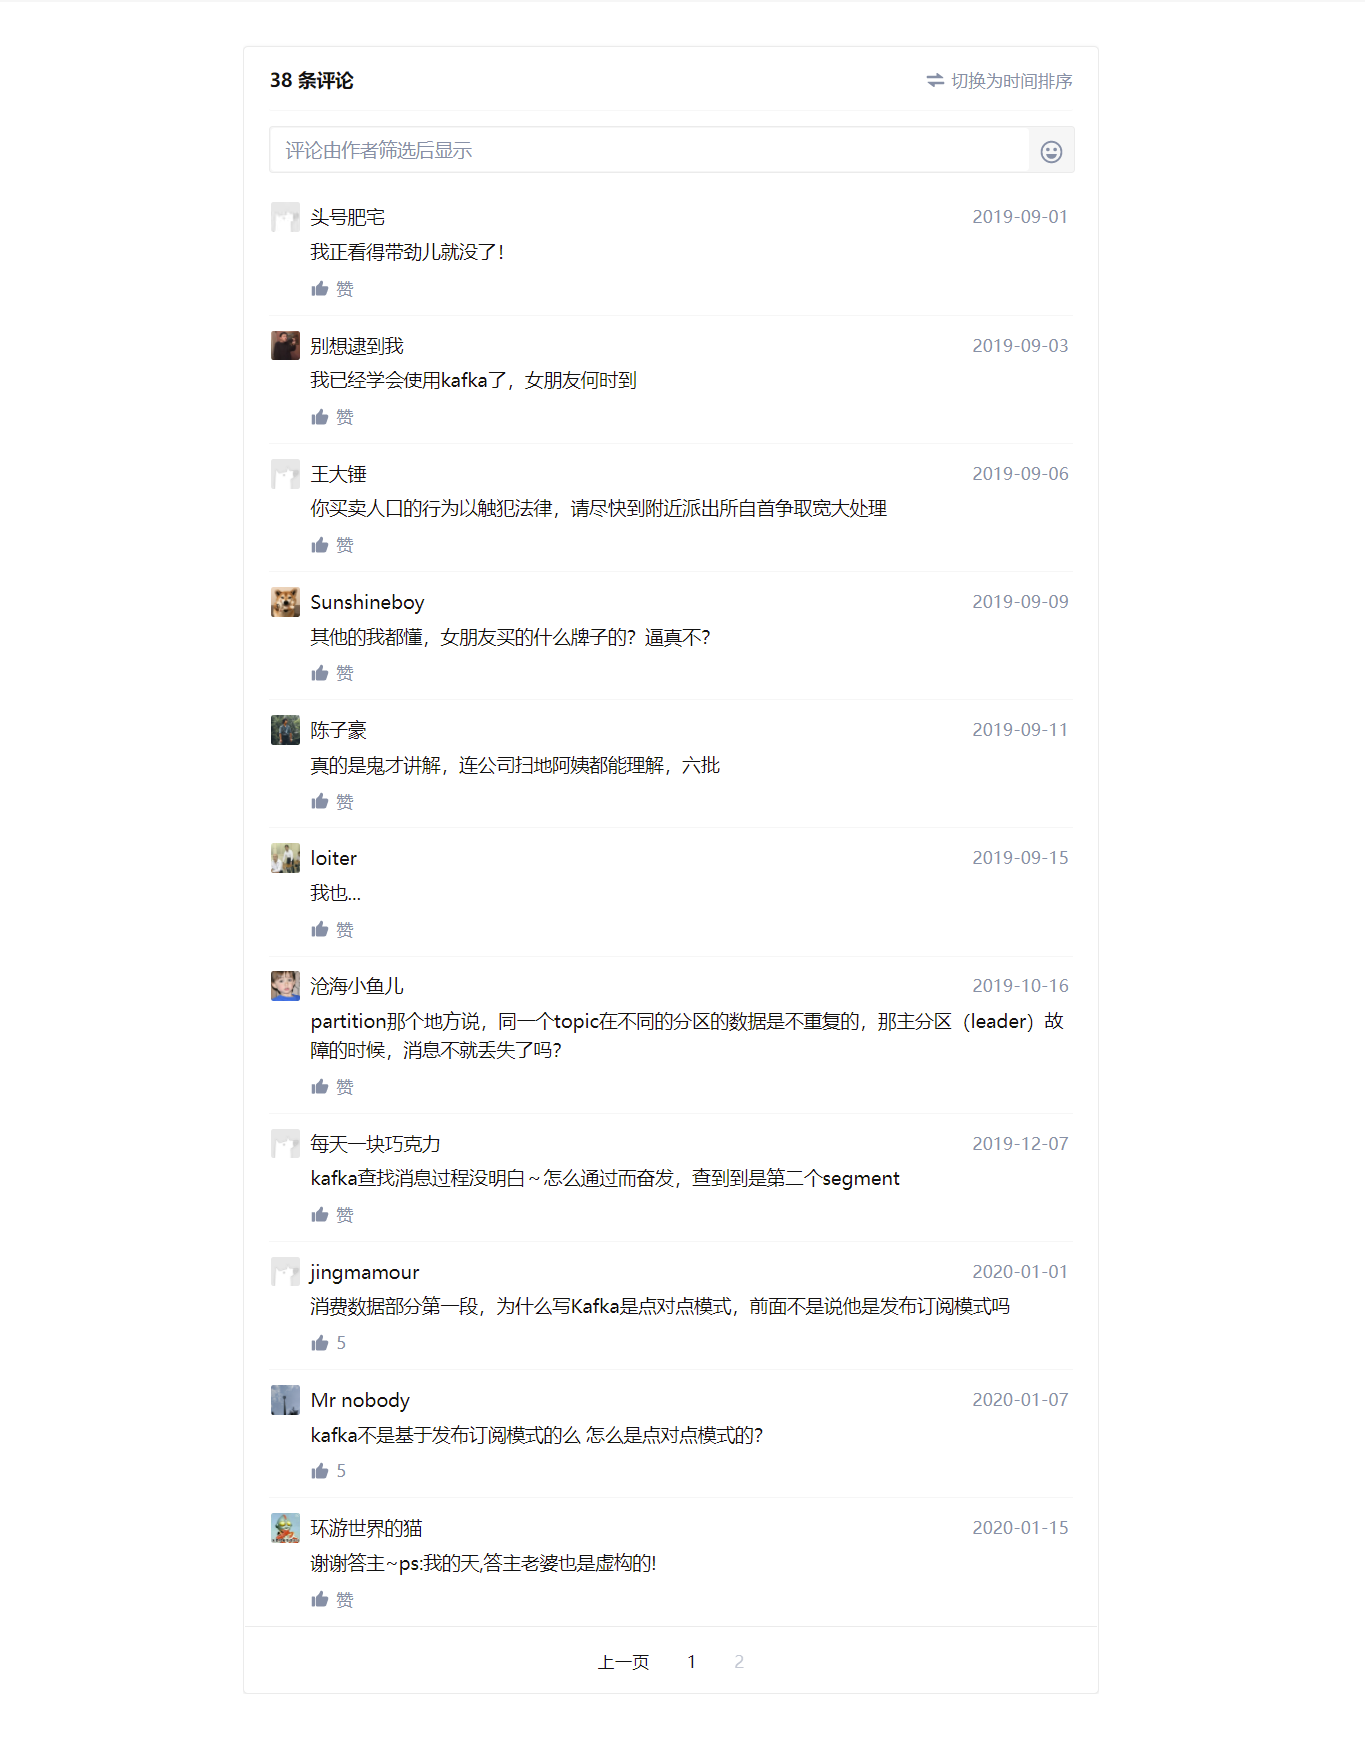 38 条评论
切换为时间排序
评论由作者筛选后显示
头号肥宅
2019-09-01
我正看得带劲儿就没了！
赞
别想逮到我
2019-09-03
我已经学会使用kafka了，女朋友何时到
赞
王大锤
2019-09-06
你买卖人口的行为以触犯法律，请尽快到附近派出所自首争取宽大处理
赞
Sunshineboy
2019-09-09
其他的我都懂，女朋友买的什么牌子的？逼真不？
赞
陈子豪
2019-09-11
真的是鬼才讲解，连公司扫地阿姨都能理解，六批
赞
loiter
2019-09-15
我也...
赞
沧海小鱼儿
2019-10-16
partition那个地方说，同一个topic在不同的分区的数据是不重复的，那主分区（leader）故
障的时候，消息不就丢失了吗？
赞
每天一块巧克力
2019-12-07
kafka查找消息过程没明白～怎么通过而奋发，查到到是第二个segment
赞
jingmamour
2020-01-01
消费数据部分第一段，为什么写Kafka是点对点模式，前面不是说他是发布订阅模式吗
5
Mr nobody
2020-01-07
kafka不是基于发布订阅模式的么 怎么是点对点模式的？
5
环游世界的猫
2020-01-15
谢谢答主~ps:我的天,答主老婆也是虚构的!
赞
上一页 1 2